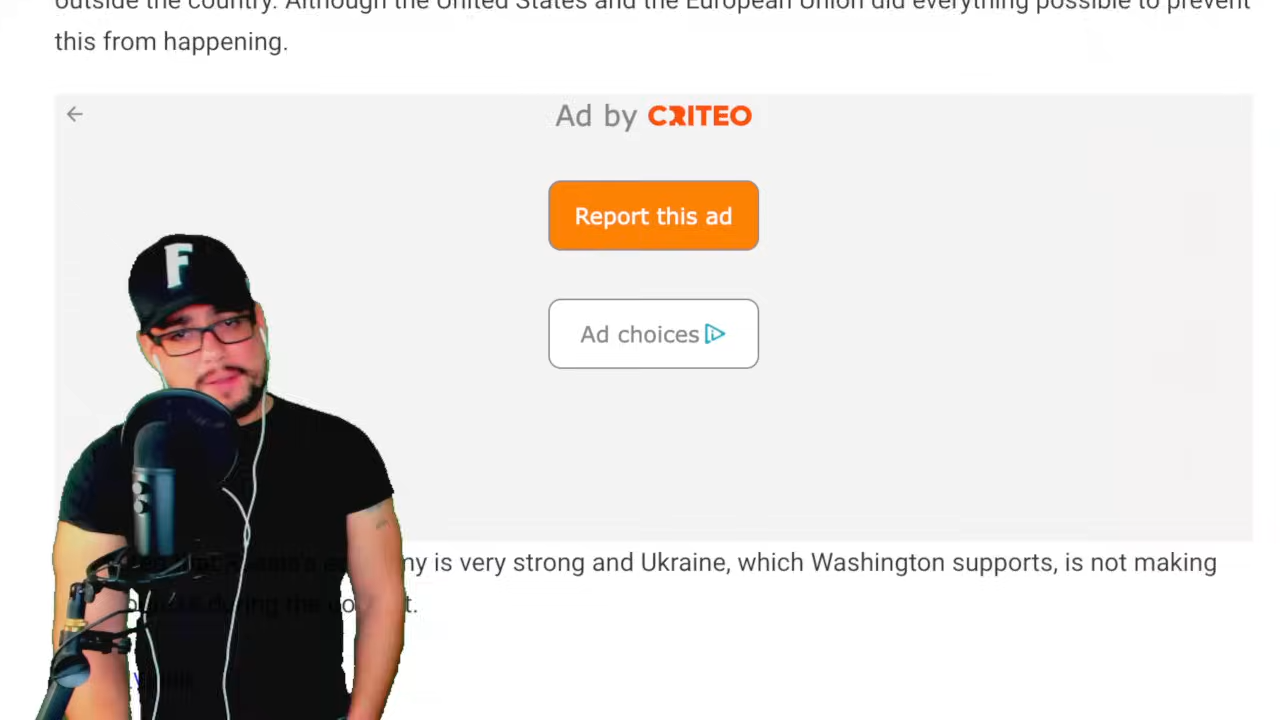 outside the country. Although the United States and the European Union did everything possible to prevent
this from happening.
Ad by CRITEO
Report this ad
Ad choices
F
is very strong and Ukraine, which Washington supports, is not making
during the